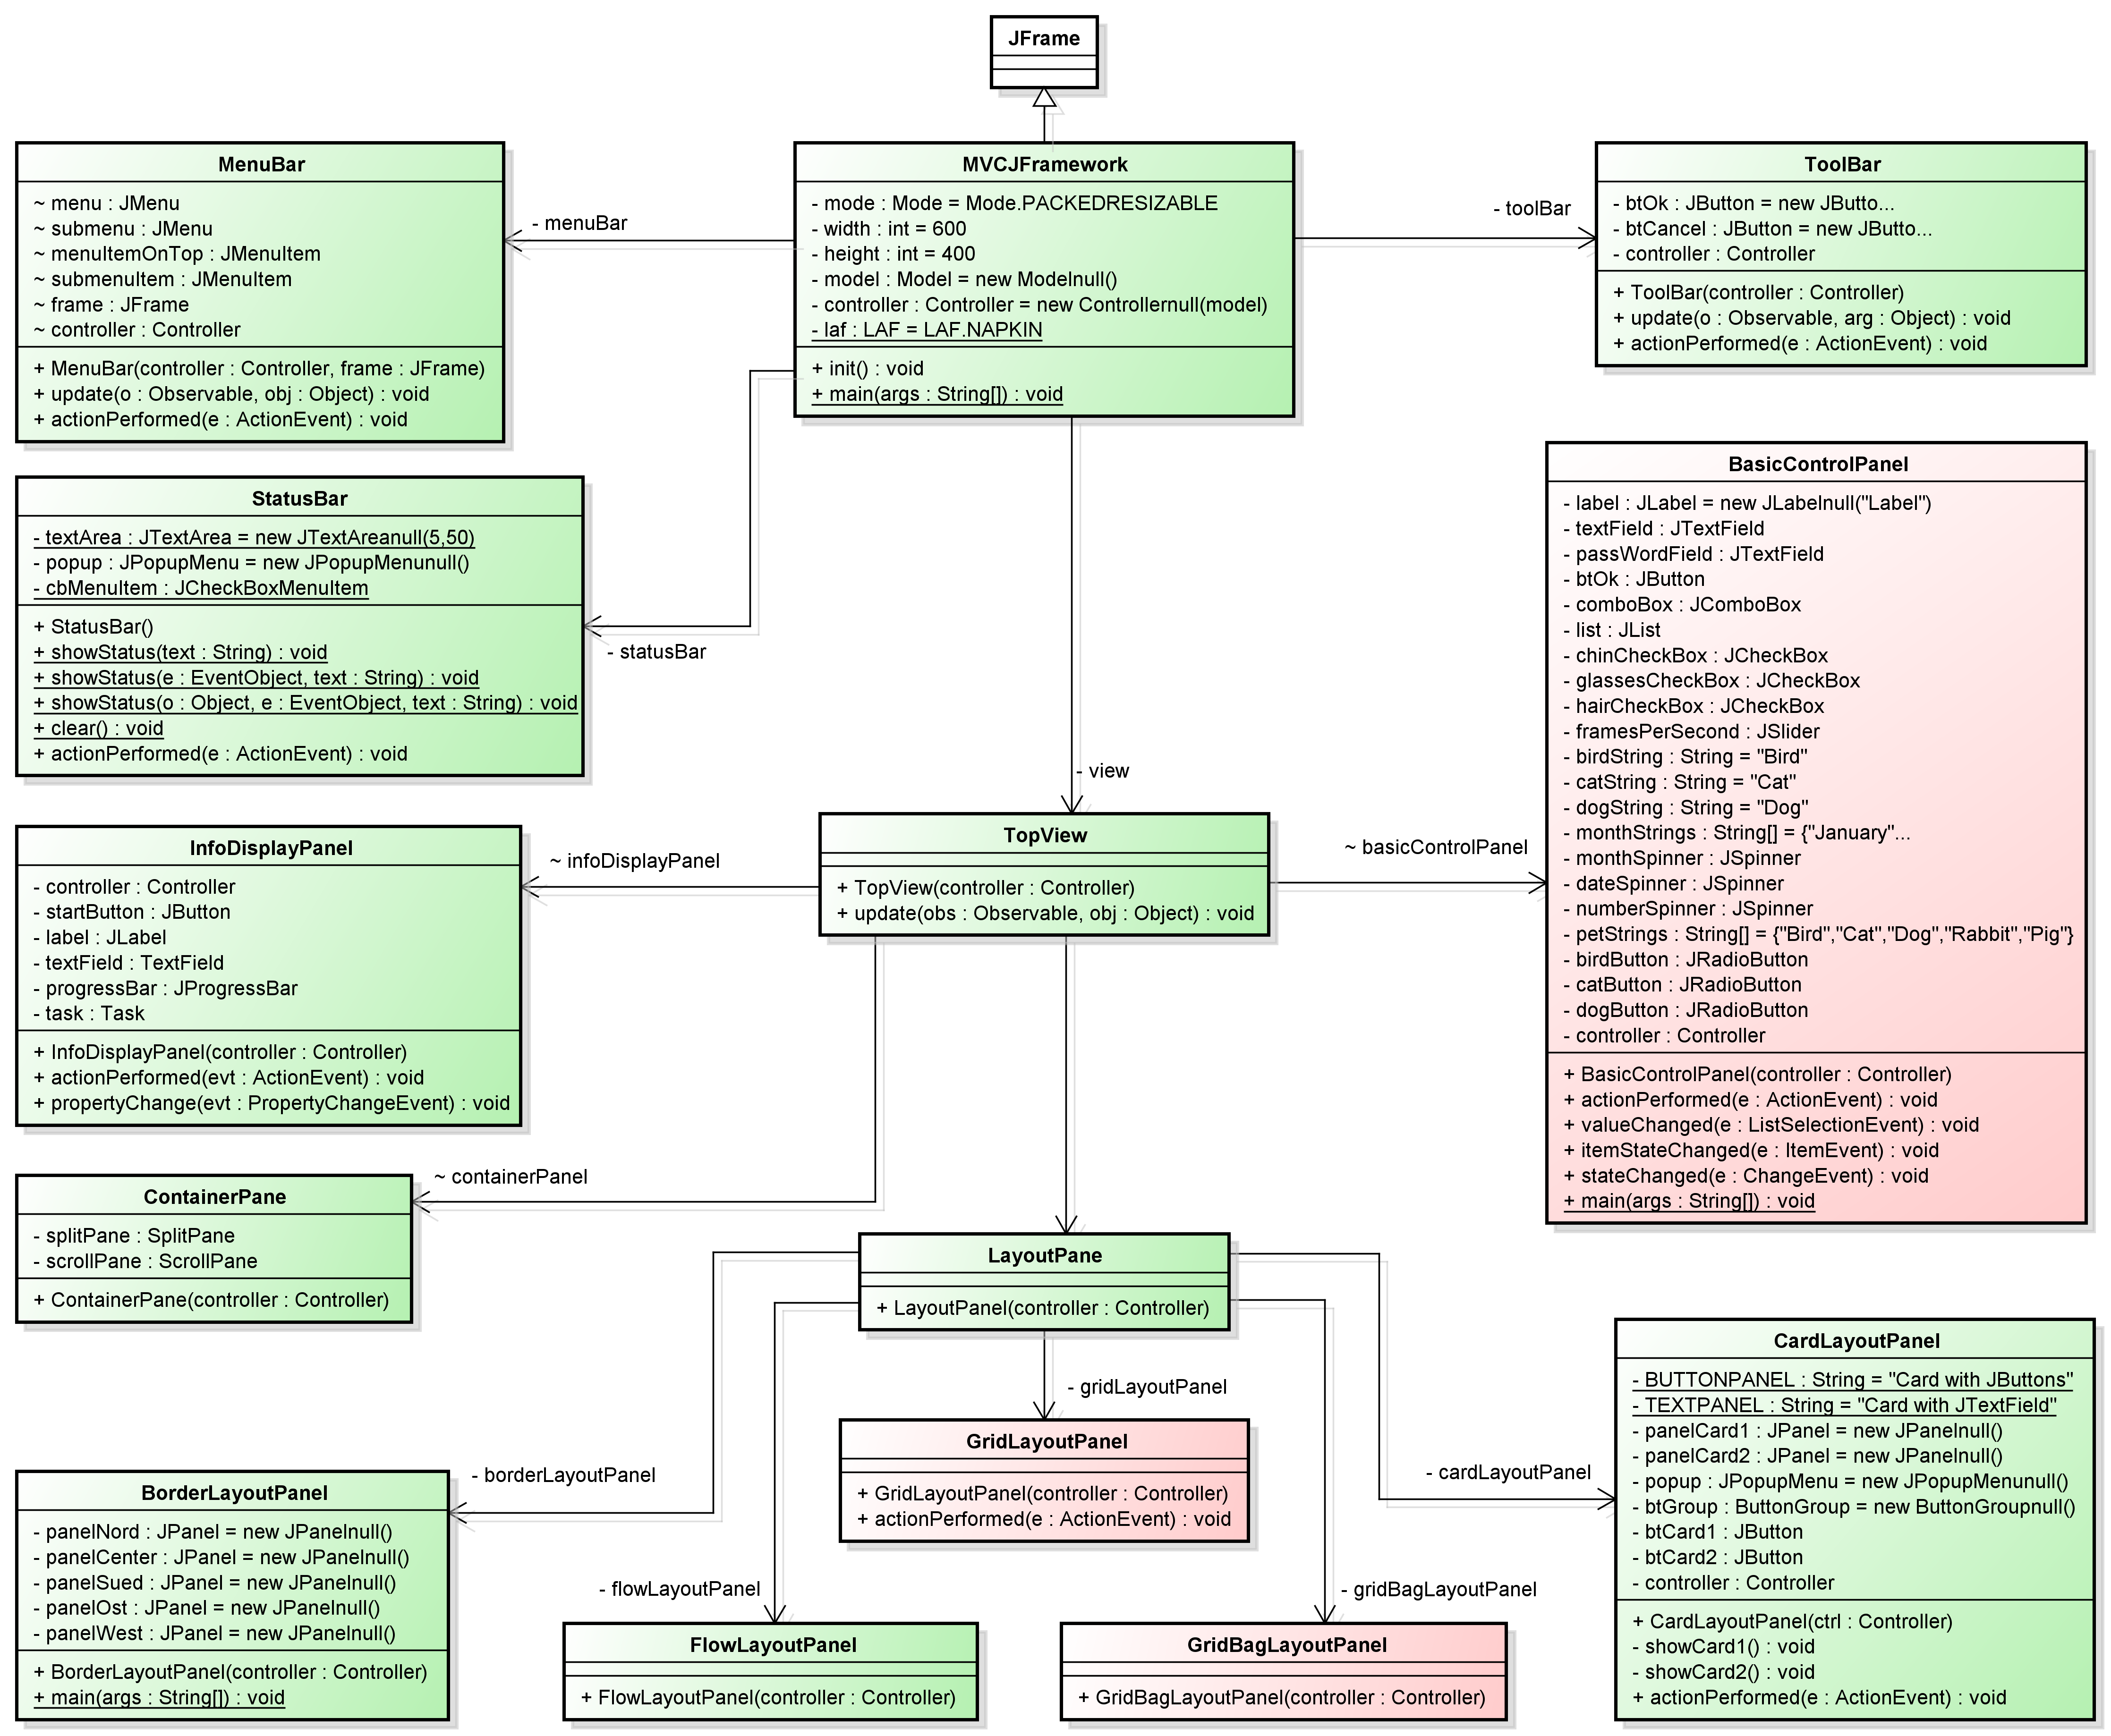 JFrame
MenuBar
~ menu : JMenu
~ submenu : JMenu
~ menuItemOnTop : JMenuItem
~ submenuItem : JMenuItem
~ frame : JFrame
~ controller : Controller
+ MenuBar(controller : Controller, frame : JFrame)
+ update(o : Observable, obj : Object) : void
+ actionPerformed(e : ActionEvent) : void
- menuBar
MVCJFramework
- mode : Mode = Mode.PACKEDRESIZABLE
- width : int = 600
- height : int = 400
- model : Model = new Modelnull()
- controller : Controller = new Controllernull(model)
- laf : LAF = LAF.NAPKIN
+ init() : void
+ main(args : String[]) : void
- toolBar
ToolBar
- btOk : JButton = new JButto...
- btCancel : JButton = new JButto...
- controller : Controller
+ ToolBar(controller : Controller)
+ update(o : Observable, arg : Object) : void
+ actionPerformed(e : ActionEvent) : void
StatusBar
- textArea : JTextArea = new JTextAreanull(5,50)
- popup : JPopupMenu = new JPopupMenunull()
- cbMenuItem : JCheckBoxMenuItem
+ StatusBar()
+ showStatus(text : String) : void
+ showStatus(e : EventObject, text : String) : void
+ showStatus(o : Object, e : EventObject, text : String) : void
+ clear() : void
+ actionPerformed(e : ActionEvent) : void
- statusBar
- view
BasicControlPanel
- label : JLabel = new JLabelnull("Label")
- textField : JTextField
- passWordField : JTextField
- btOk : JButton
- comboBox : JComboBox
- list : JList
- chinCheckBox : JCheckBox
- glassesCheckBox : JCheckBox
- hairCheckBox : JCheckBox
- framesPerSecond : JSlider
- birdString : String = "Bird"
- catString : String = "Cat"
- dogString : String = "Dog"
- monthStrings : String[] = {"January"...
- monthSpinner : JSpinner
- dateSpinner : JSpinner
- numberSpinner : JSpinner
- petStrings : String[] = {"Bird","Cat","Dog","Rabbit","Pig"}
- birdButton : JRadioButton
- catButton : JRadioButton
- dogButton : JRadioButton
- controller : Controller
+ BasicControlPanel(controller : Controller)
+ actionPerformed(e : ActionEvent) : void
+ valueChanged(e : ListSelectionEvent) : void
+ itemStateChanged(e : ItemEvent) : void
+ stateChanged(e : ChangeEvent) : void
+ main(args : String[]) : void
InfoDisplayPanel
- controller : Controller
- startButton : JButton
- label : JLabel
- textField : TextField
- progressBar : JProgressBar
- task : Task
+ InfoDisplayPanel(controller : Controller)
+ actionPerformed(evt : ActionEvent) : void
+ propertyChange(evt : PropertyChangeEvent) : void
~ infoDisplayPanel
TopView
+ TopView(controller : Controller)
+ update(obs : Observable, obj : Object) : void
~ basicControlPanel
ContainerPane
- splitPane : SplitPane
- scrollPane : ScrollPane
+ ContainerPane(controller : Controller)
~ containerPanel
LayoutPane
+ LayoutPanel(controller : Controller)
- gridLayoutPanel
GridLayoutPanel
+ GridLayoutPanel(controller : Controller)
+ actionPerformed(e : ActionEvent) : void
- borderLayoutPanel
BorderLayoutPanel
- panelNord : JPanel = new JPanelnull()
- panelCenter : JPanel = new JPanelnull()
- panelSued : JPanel = new JPanelnull()
- panelOst : JPanel = new JPanelnull()
- panelWest : JPanel = new JPanelnull()
+ BorderLayoutPanel(controller : Controller)
+ main(args : String[]) : void
- flowLayoutPanel
FlowLayoutPanel
+ FlowLayoutPanel(controller : Controller)
- gridBagLayoutPanel
GridBagLayoutPanel
+ GridBagLayoutPanel(controller : Controller)
- cardLayoutPanel
CardLayoutPanel
- BUTTONPANEL : String = "Card with JButtons"
- TEXTPANEL : String = "Card with JTextField"
- panelCard1 : JPanel = new JPanelnull()
- panelCard2 : JPanel = new JPanelnull()
- popup : JPopupMenu = new JPopupMenunull()
- btGroup : ButtonGroup = new ButtonGroupnull()
- btCard1 : JButton
- btCard2 : JButton
- controller : Controller
+ CardLayoutPanel(ctrl : Controller)
- showCard1() : void
- showCard2() : void
+ actionPerformed(e : ActionEvent) : void